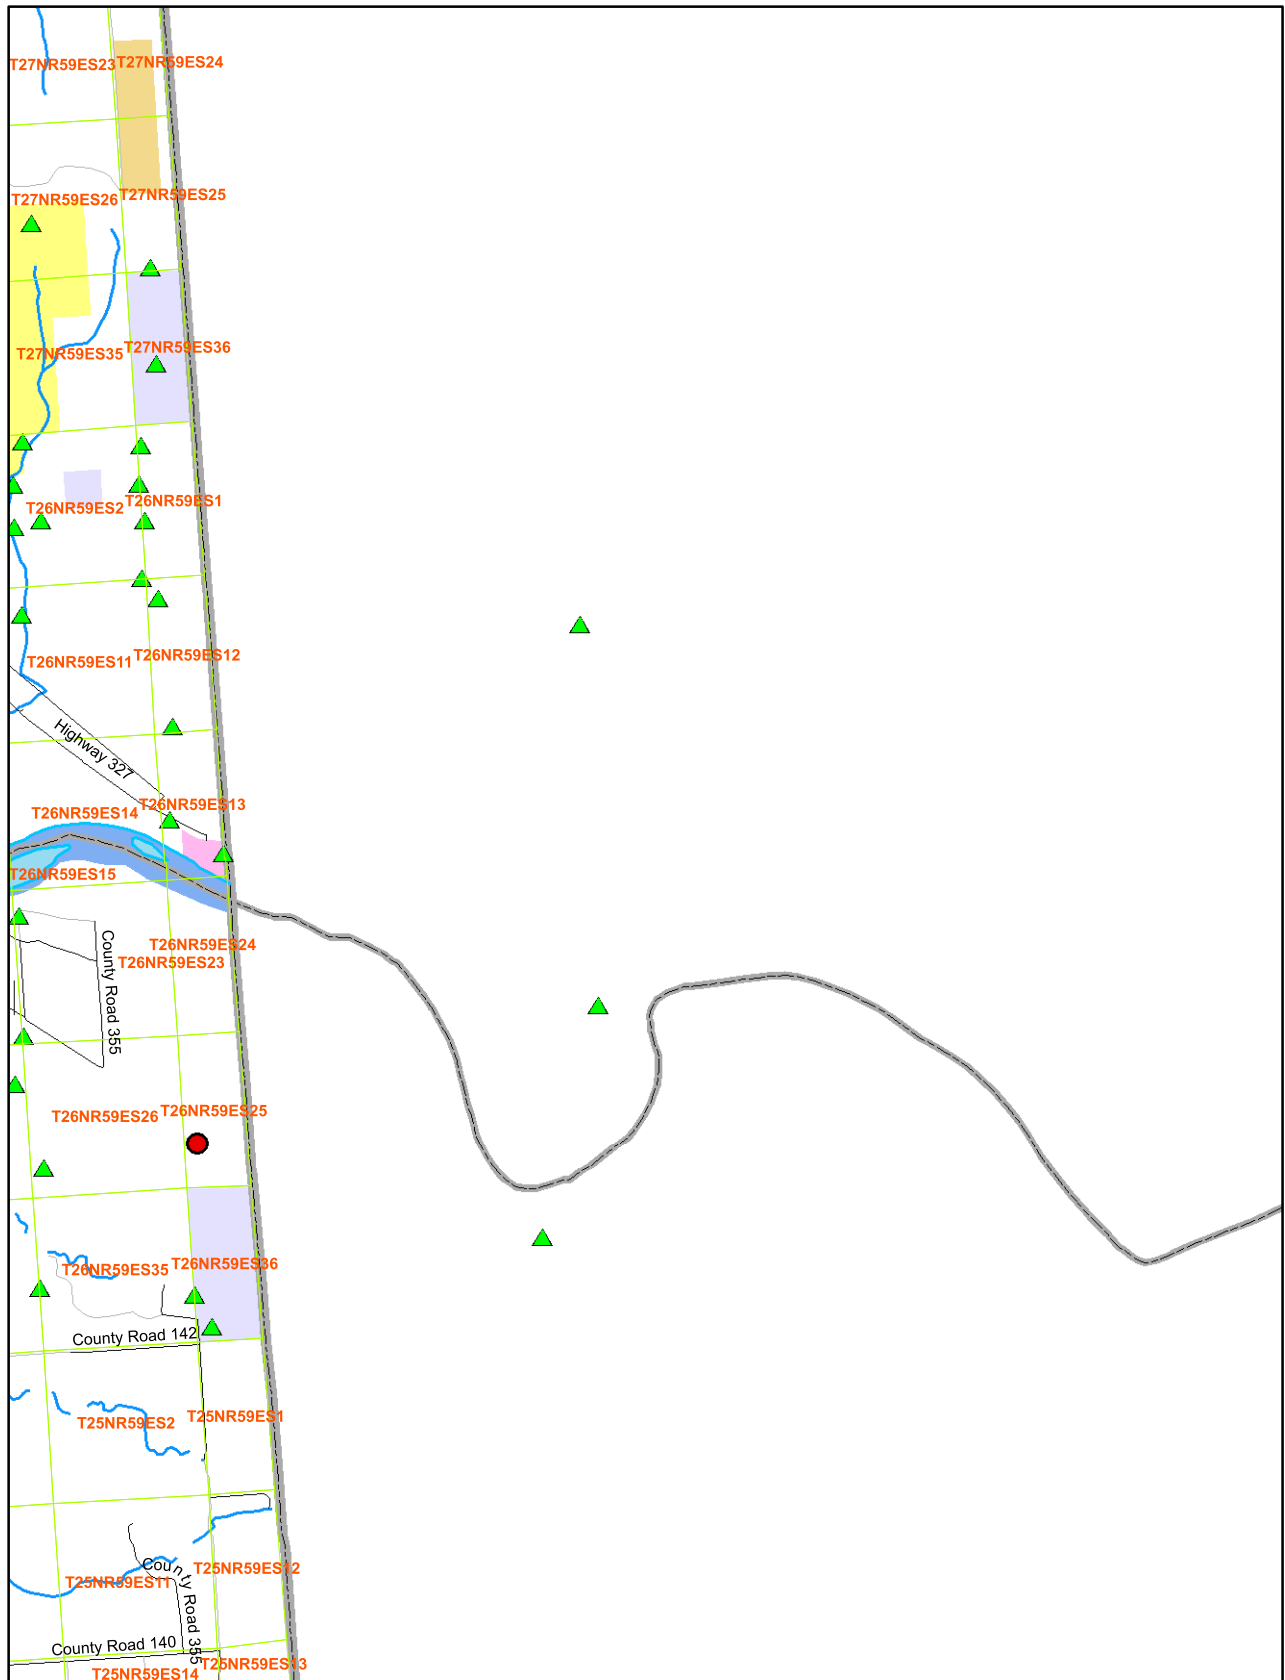 T27NR59ES23
T27NR59ES24
T27NR59ES26
T27NR59ES25
T27NR59ES35
T27NR59ES36
T26NR59ES2
T26NR59ES1
T26NR59ES11
T26NR59ES12
Highway 327
T26NR59ES14
T26NR59ES13
T26NR59ES15
T26NR59ES24
T26NR59ES23
County Road 355
T26NR59ES26
T26NR59ES25
T26NR59ES35
T26NR59ES36
County Road 142
T25NR59ES2
T25NR59ES1
T25NR59ES11
T25NR59ES12
County Road 355
County Road 140
T25NR59ES14
T25NR59ES13